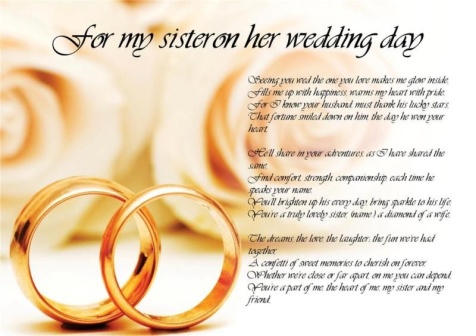 For my sister on her wedding day
Seeing you wed the one you love makes me glow inside,
Fills me up with happiness, warms my heart with pride.
For I know your husband must thank his lucky stars,
That fortune smiled down on him, the day he won your
heart.
He'll share in your adventures, as I have shared the
same,
Find comfort, strength, companionship, each time he
speaks your name.
You'll brighten up his every day, bring sparkle to his life,
You're a truly lovely sister, (name) a diamond of a wife.
The dreams, the love, the laughter, the fun we've had
together,
A confetti of sweet memories to cherish on forever,
Whether we're close or far apart, on me you can depend,
You're a part of me, the heart of me, my sister and my
friend.